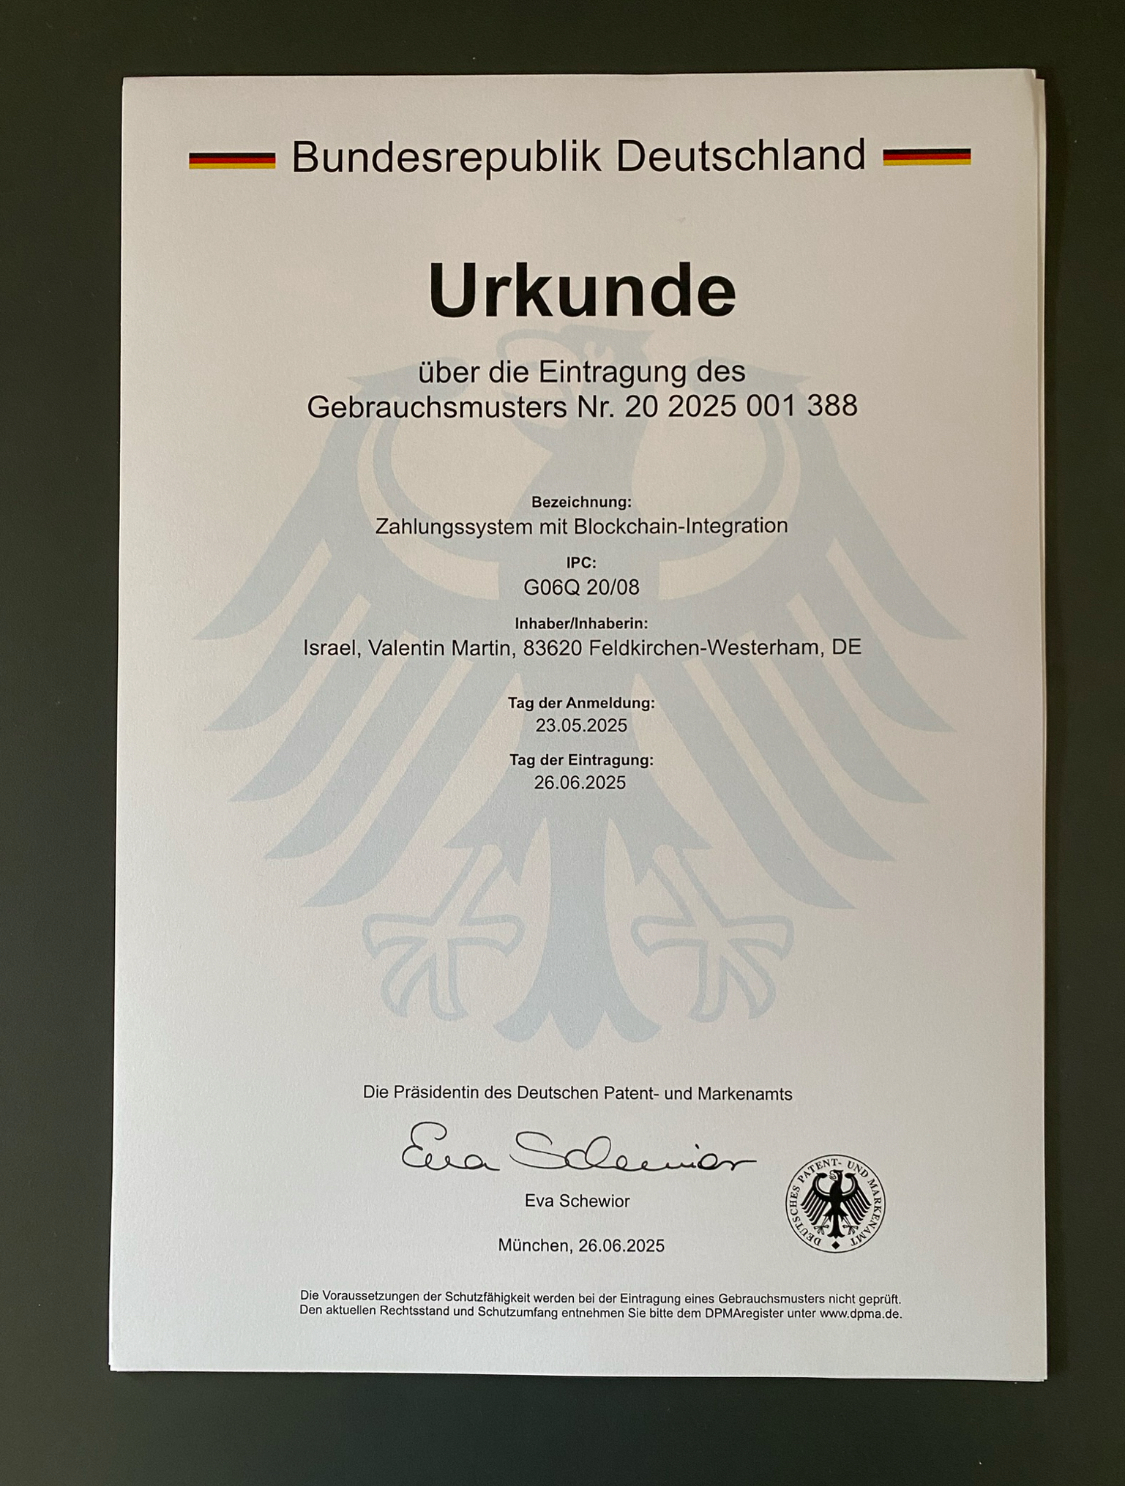 Bundesrepublik Deutschland
Urkunde
über die Eintragung des
Gebrauchsmusters Nr. 20 2025 001 388
Bezeichnung:
Zahlungssystem mit Blockchain-Integration
IPC:
G06Q 20/08
Inhaber/Inhaberin:
Israel, Valentin Martin, 83620 Feldkirchen-Westerham, DE
Tag der Anmeldung:
23.05.2025
Tag der Eintragung:
26.06.2025
Die Präsidentin des Deutschen Patent- und Markenamts
Eva Schewior
Eva Schewior
DEUTSCHES PATENT- UND MARKENAMT
München, 26.06.2025
Die Voraussetzungen der Schutzfähigkeit werden bei der Eintragung eines Gebrauchsmusters nicht geprüft.
Den aktuellen Rechtsstand und Schutzumfang entnehmen Sie bitte dem DPMAregister unter www.dpma.de.